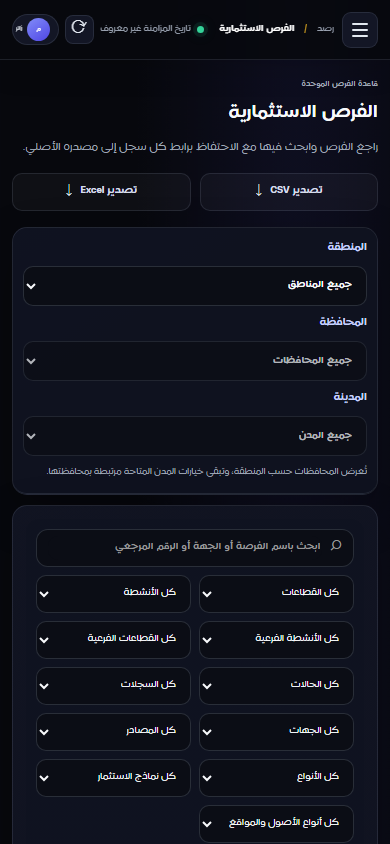 رصد / الفرص الاستثمارية تاريخ المزامنة غير معروف م
قاعدة الفرص الموحدة
الفرص الاستثمارية
راجع الفرص وابحث فيها مع الاحتفاظ برابط كل سجل إلى مصدره الأصلي.
تصدير CSV ↓ تصدير Excel ↓
المنطقة
جميع المناطق
المحافظة
جميع المحافظات
المدينة
جميع المدن
تُعرض المحافظات حسب المنطقة، وتبقى خيارات المدن المتاحة مرتبطة بمحافظتها.
ابحث باسم الفرصة أو الجهة أو الرقم المرجعي
كل القطاعات كل الأنشطة
كل الأنشطة الفرعية كل القطاعات الفرعية
كل الحالات كل السجلات
كل الجهات كل المصادر
كل الأنواع كل نماذج الاستثمار
كل أنواع الأصول والمواقع